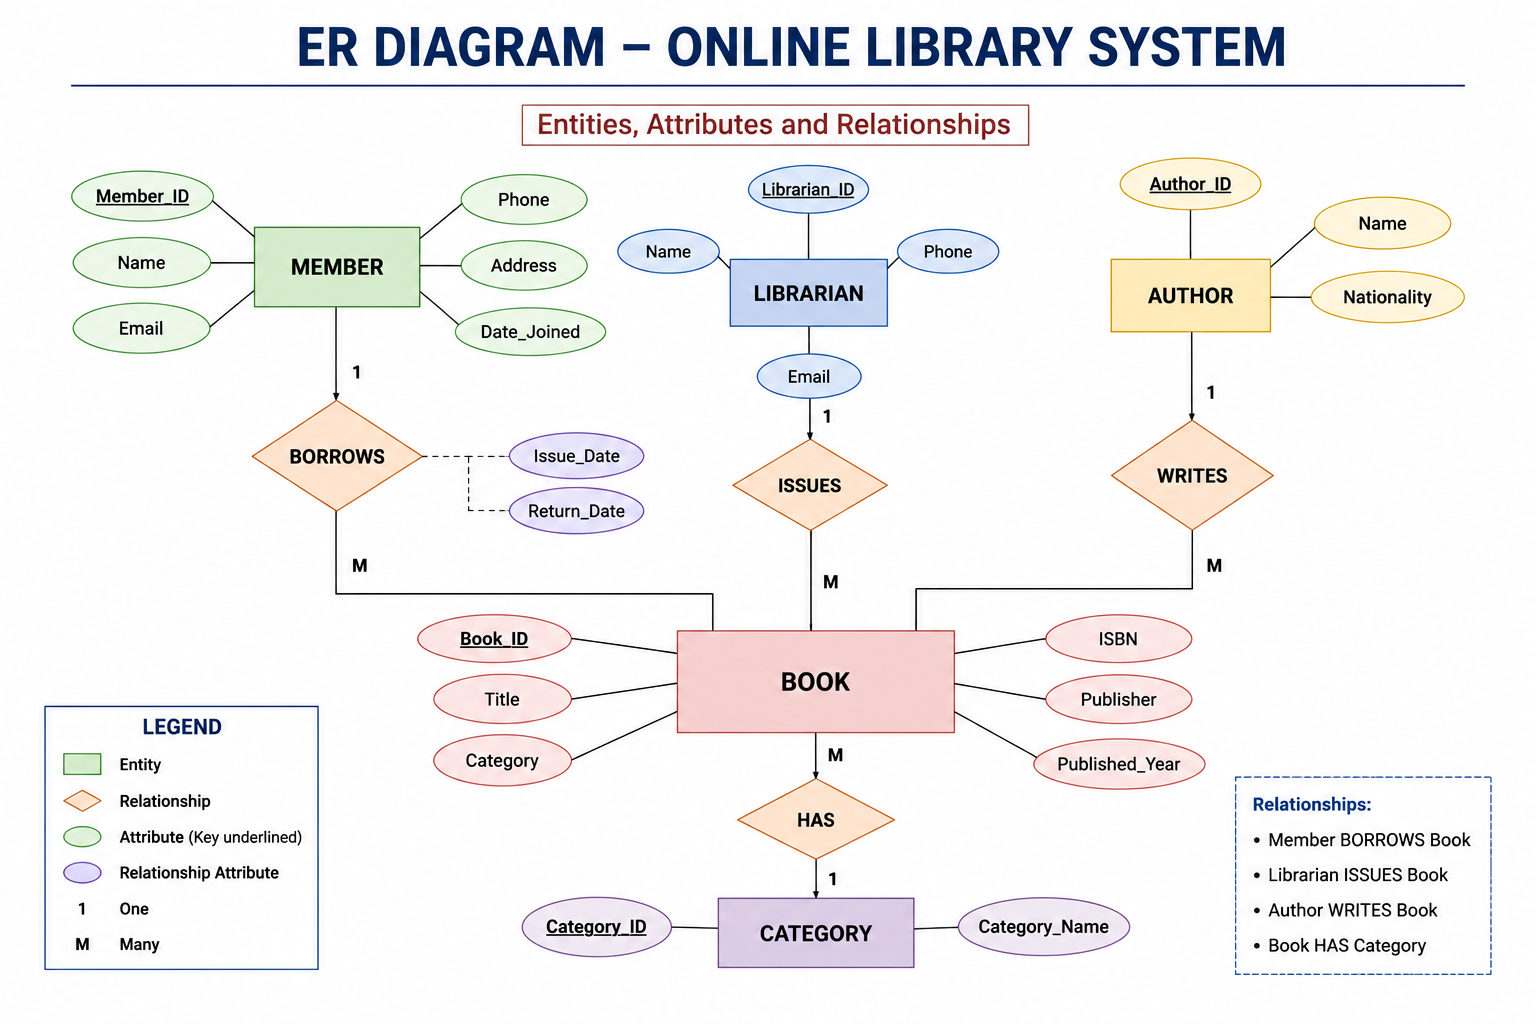 ER DIAGRAM – ONLINE LIBRARY SYSTEM
Entities, Attributes and Relationships
Member_ID
Name
Email
MEMBER
Phone
Address
Date_Joined
Librarian_ID
Name
Phone
LIBRARIAN
Email
Author_ID
Name
Nationality
AUTHOR
1
BORROWS
Issue_Date
Return_Date
M
1
ISSUES
M
1
WRITES
M
Book_ID
Title
Category
BOOK
ISBN
Publisher
Published_Year
M
HAS
1
Category_ID
CATEGORY
Category_Name
LEGEND
Entity
Relationship
Attribute (Key underlined)
Relationship Attribute
1 One
M Many
Relationships:
• Member BORROWS Book
• Librarian ISSUES Book
• Author WRITES Book
• Book HAS Category